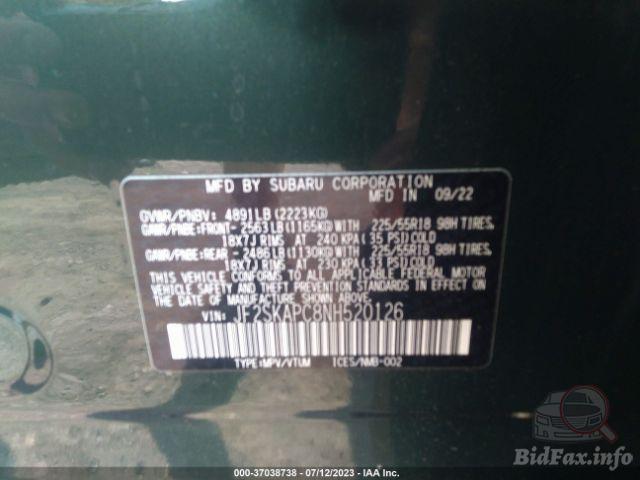 MFD BY SUBARU CORPORATION
MFD IN 09/22
GVWR/PNBV: 4891LB (2223KG)
GAWR/PNBE: FRONT- 2563LB (1165KG) WITH 225/55R18 98H TIRES
18X7J RIMS AT 240 KPA (35 PSI) COLD
GAWR/PNBE: REAR - 2486LB (1130KG) WITH 225/55R18 98H TIRES
18X7J RIMS AT 230 KPA (33 PSI) COLD
THIS VEHICLE CONFORMS TO ALL APPLICABLE FEDERAL MOTOR
VEHICLE SAFETY AND THEFT PREVENTION STANDARDS IN EFFECT ON
THE DATE OF MANUFACTURE SHOWN ABOVE.
VIN: JF2SKAPC8NH520126
TYPE: MPV/VTUM ICES/NMB-002
000-37038738 - 07/12/2023 - IAA Inc.
BidFax.info